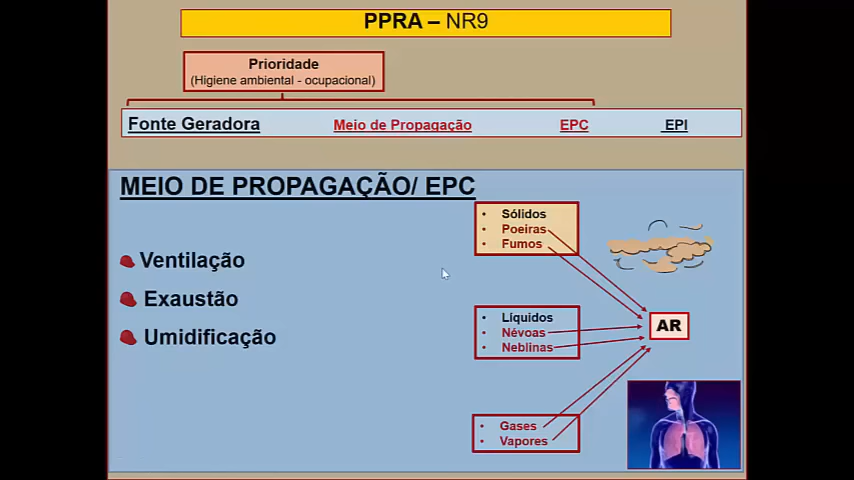 PPRA – NR9
Prioridade
(Higiene ambiental - ocupacional)
Fonte Geradora Meio de Propagação EPC EPI
MEIO DE PROPAGAÇÃO/ EPC
• Sólidos
• Poeiras
• Fumos
Ventilação
Exaustão
Umidificação
• Líquidos
• Névoas
• Neblinas
AR
• Gases
• Vapores